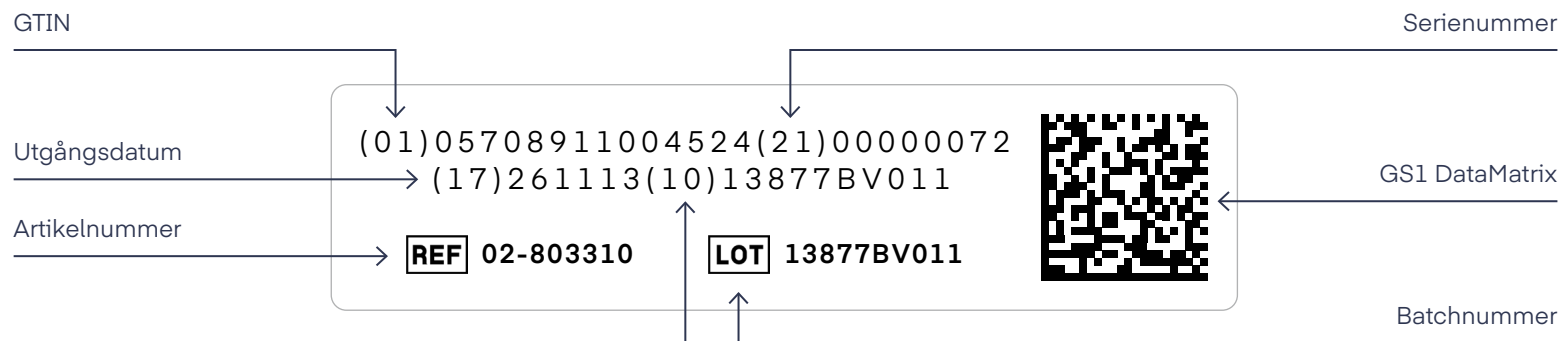 GTIN
Serienummer
(01)05708911004524(21)00000072
Utgångsdatum
(17)261113(10)13877BV011
GS1 DataMatrix
Artikelnummer
REF 02-803310 LOT 13877BV011
Batchnummer